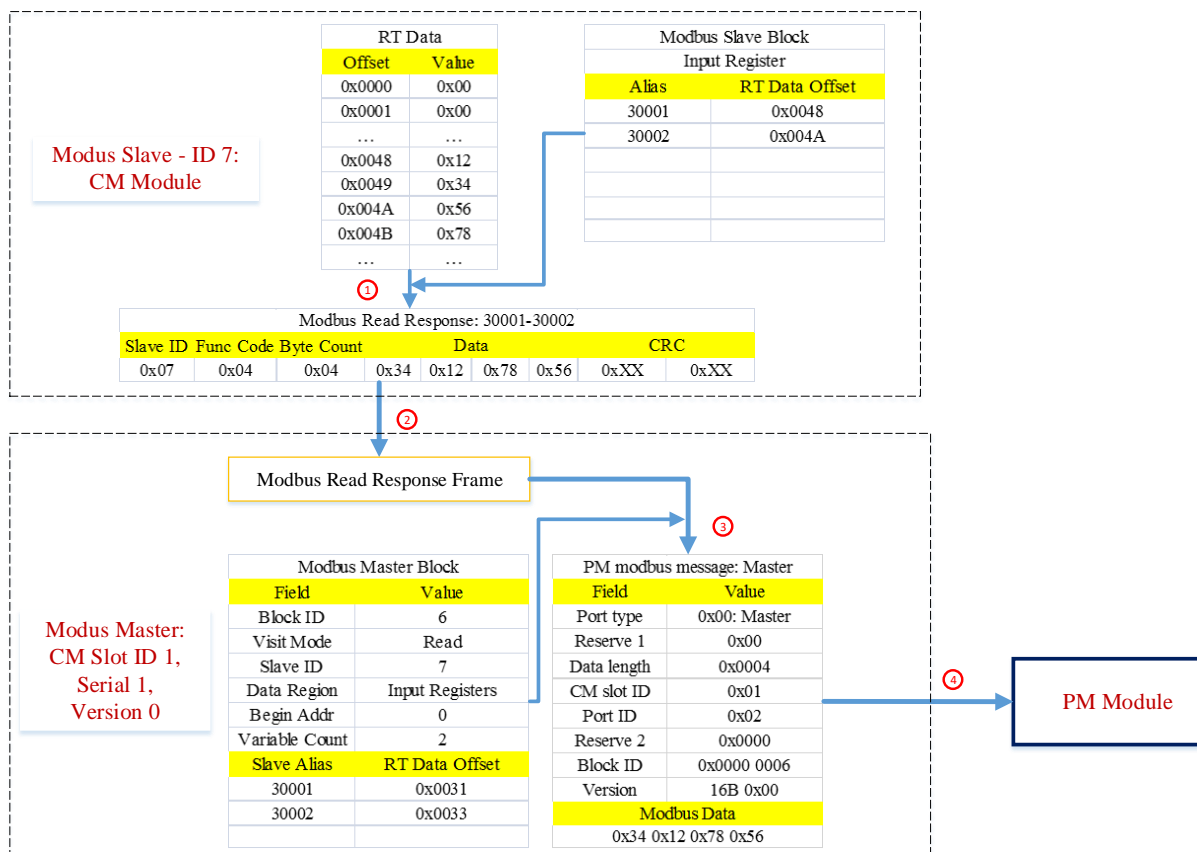 RT Data
Offset Value
0x0000 0x00
0x0001 0x00
… …
0x0048 0x12
0x0049 0x34
0x004A 0x56
0x004B 0x78
… …
Modbus Slave Block
Input Register
Alias RT Data Offset
30001 0x0048
30002 0x004A
Modus Slave - ID 7:
CM Module
1
Modbus Read Response: 30001-30002
Slave ID Func Code Byte Count Data CRC
0x07 0x04 0x04 0x34 0x12 0x78 0x56 0xXX 0xXX
2
Modbus Read Response Frame
3
Modus Master:
CM Slot ID 1,
Serial 1,
Version 0
Modbus Master Block
Field Value
Block ID 6
Visit Mode Read
Slave ID 7
Data Region Input Registers
Begin Addr 0
Variable Count 2
Slave Alias RT Data Offset
30001 0x0031
30002 0x0033
PM modbus message: Master
Field Value
Port type 0x00: Master
Reserve 1 0x00
Data length 0x0004
CM slot ID 0x01
Port ID 0x02
Reserve 2 0x0000
Block ID 0x0000 0006
Version 16B 0x00
Modbus Data
0x34 0x12 0x78 0x56
4
PM Module